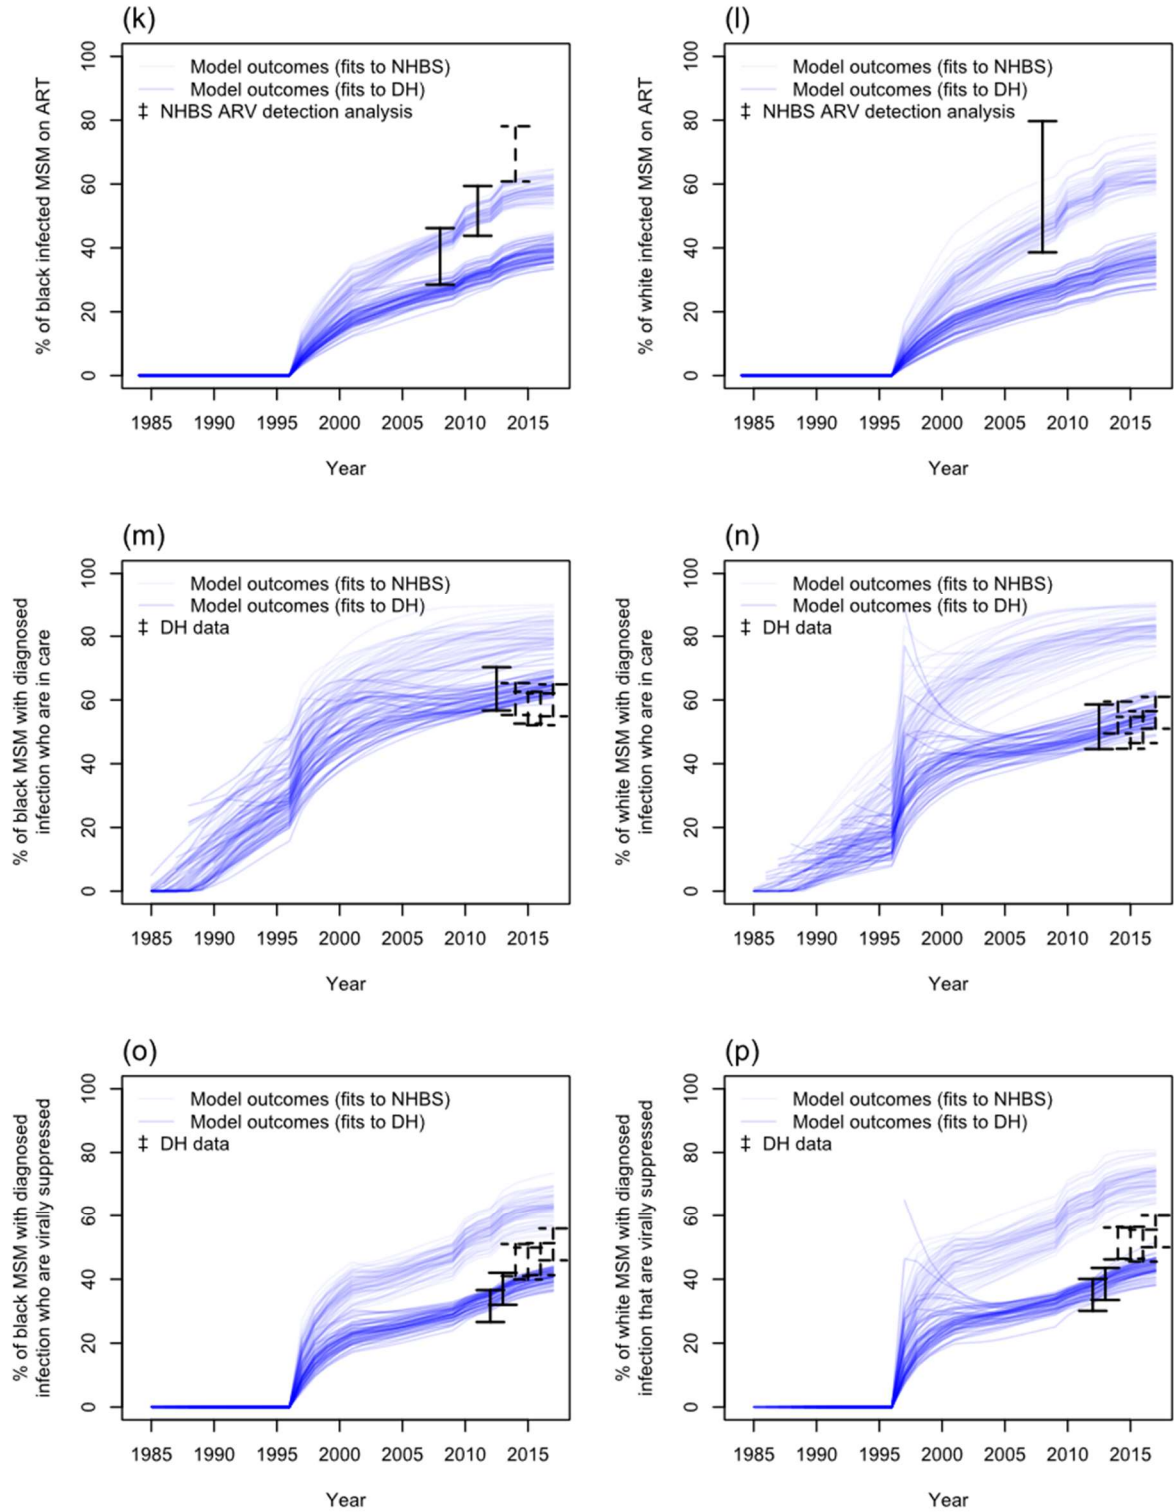 (k)
% of black infected MSM on ART
100
80
60
40
20
0
Model outcomes (fits to NHBS)
Model outcomes (fits to DH)
‡ NHBS ARV detection analysis
1985 1990 1995 2000 2005 2010 2015
Year
(l)
% of white infected MSM on ART
100
80
60
40
20
0
Model outcomes (fits to NHBS)
Model outcomes (fits to DH)
‡ NHBS ARV detection analysis
1985 1990 1995 2000 2005 2010 2015
Year
(m)
% of black MSM with diagnosed
infection who are in care
100
80
60
40
20
0
Model outcomes (fits to NHBS)
Model outcomes (fits to DH)
‡ DH data
1985 1990 1995 2000 2005 2010 2015
Year
(n)
% of white MSM with diagnosed
infection who are in care
100
80
60
40
20
0
Model outcomes (fits to NHBS)
Model outcomes (fits to DH)
‡ DH data
1985 1990 1995 2000 2005 2010 2015
Year
(o)
% of black MSM with diagnosed
infection who are virally suppressed
100
80
60
40
20
0
Model outcomes (fits to NHBS)
Model outcomes (fits to DH)
‡ DH data
1985 1990 1995 2000 2005 2010 2015
Year
(p)
% of white MSM with diagnosed
infection that are virally suppressed
100
80
60
40
20
0
Model outcomes (fits to NHBS)
Model outcomes (fits to DH)
‡ DH data
1985 1990 1995 2000 2005 2010 2015
Year